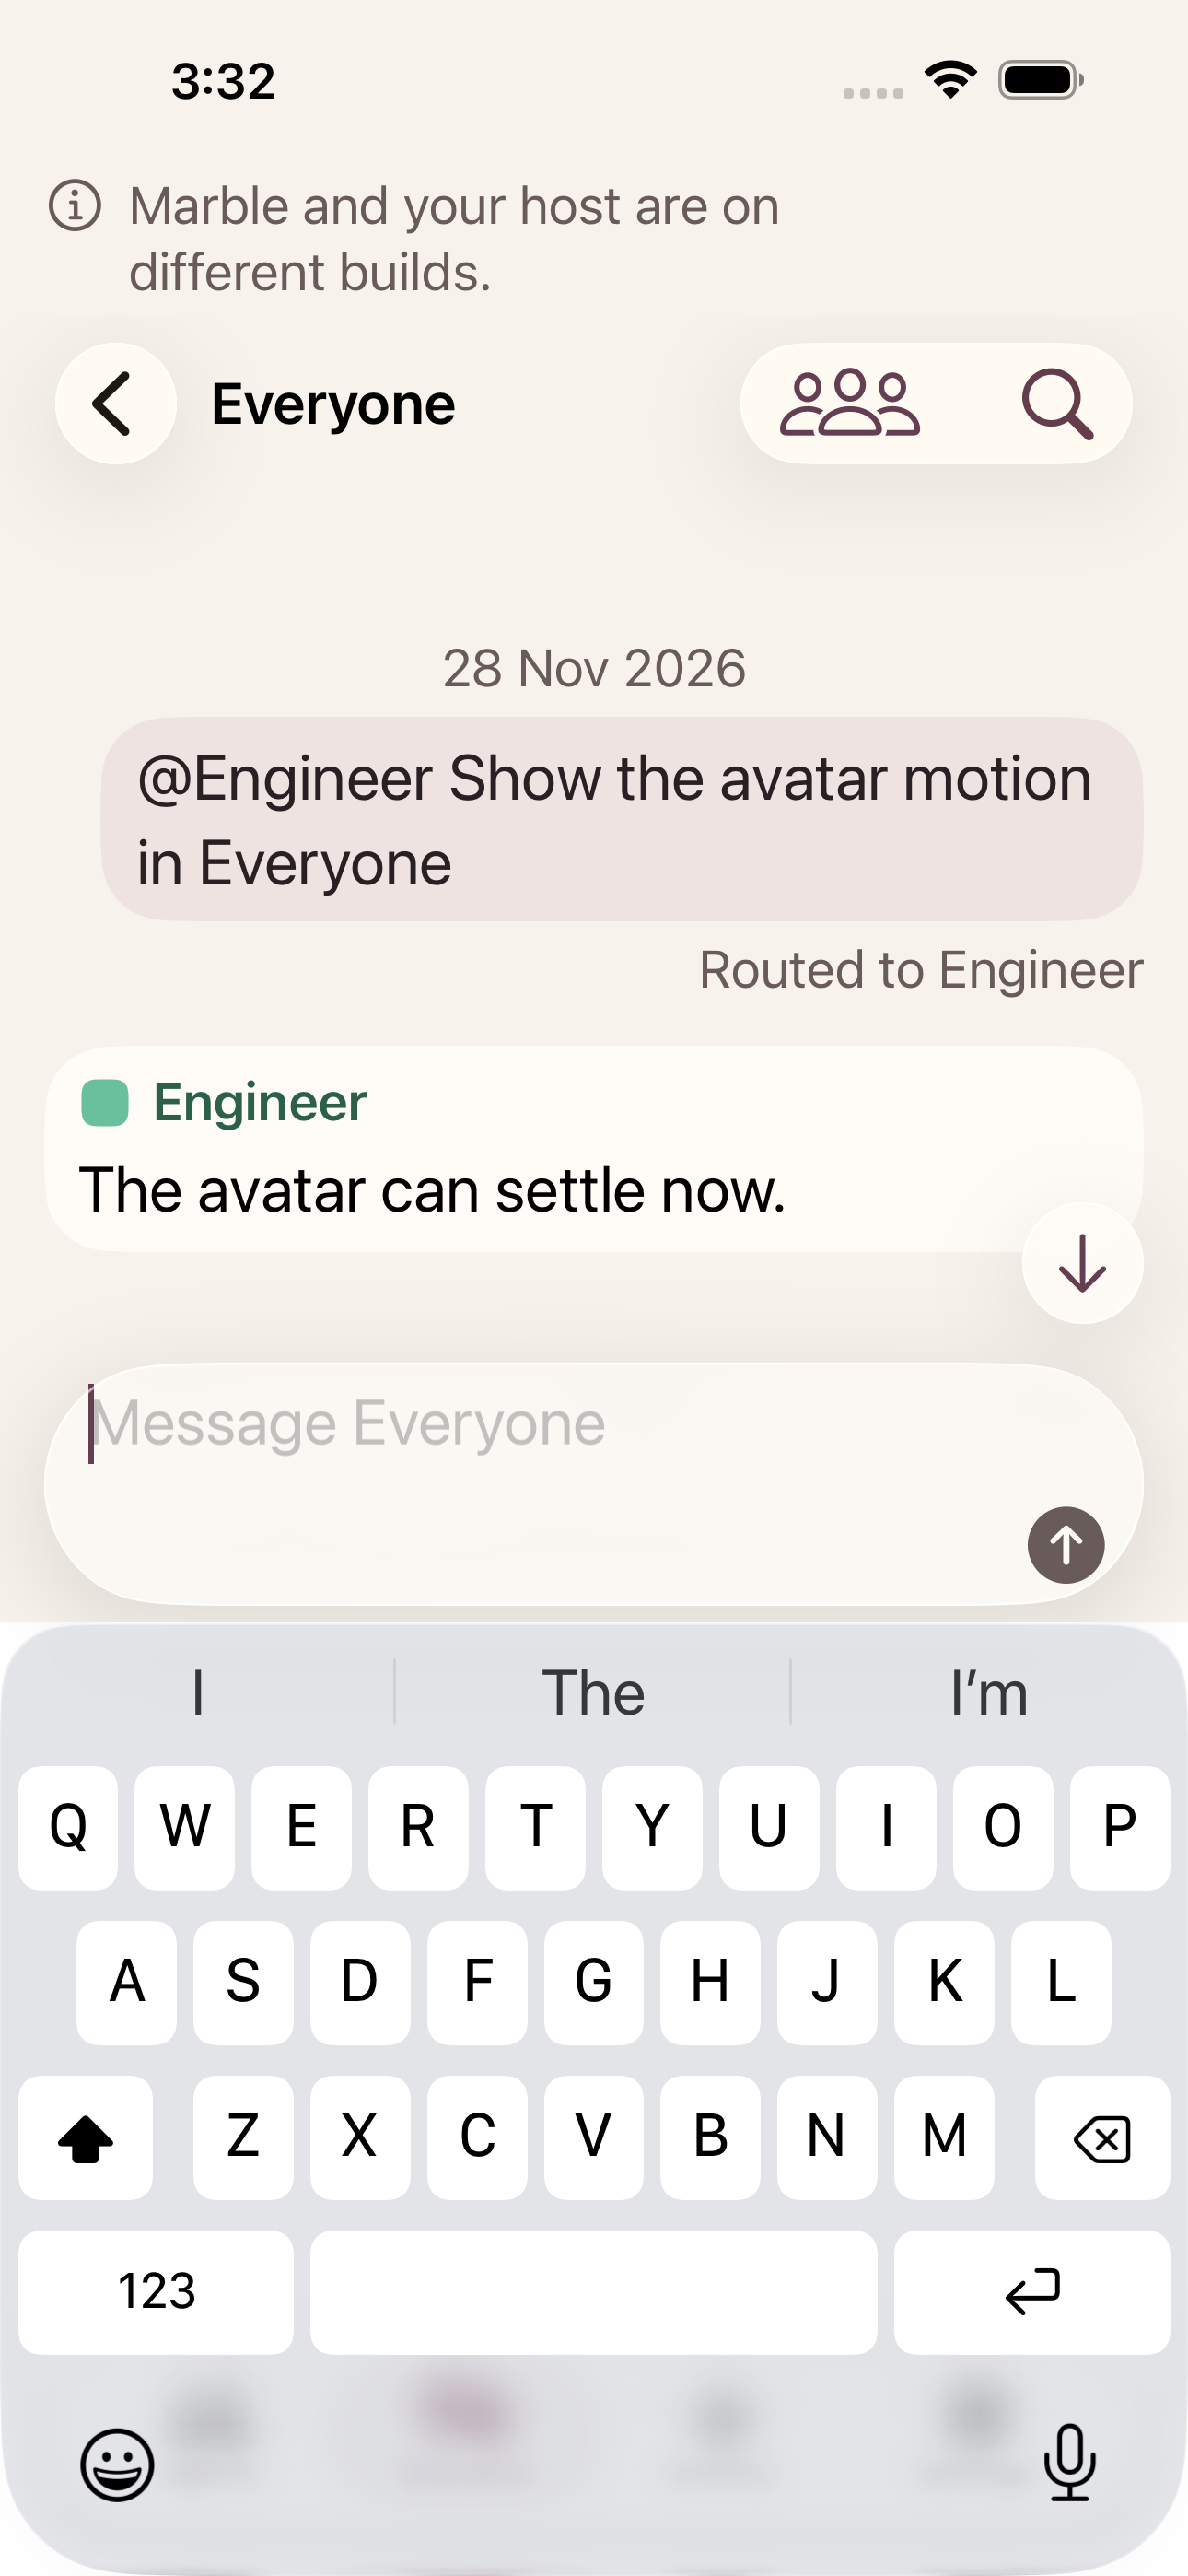 3:32
Marble and your host are on
different builds.
Everyone
28 Nov 2026
@Engineer Show the avatar motion
in Everyone
Routed to Engineer
Engineer
The avatar can settle now.
Message Everyone
I The I’m
Q W E R T Y U I O P
A S D F G H J K L
Z X C V B N M
123